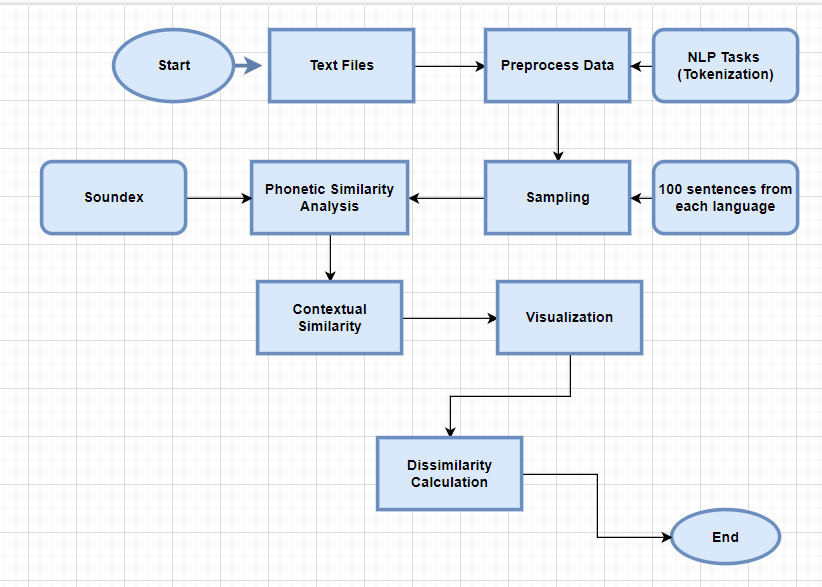 Start
Text Files
Preprocess Data
NLP Tasks
(Tokenization)
Soundex
Phonetic Similarity
Analysis
Sampling
100 sentences from
each language
Contextual
Similarity
Visualization
Dissimilarity
Calculation
End